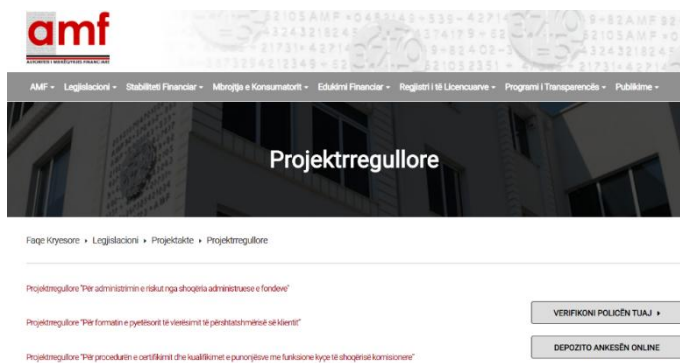 amf
AUTORITETI I MBIKËQYRJES FINANCIARE
AMF Legjislacioni Stabiliteti Financiar Mbrojtja e Konsumatorit Edukimi Financiar Regjistri i të Licencuarve Programi i Transparencës Publikime
Projektrregullore
Faqe Kryesore Legjislacioni Projektakte Projektrregullore
Projektrregullore "Për administrimin e riskut nga shoqëria administruese e fondeve"
VERIFIKONI POLICËN TUAJ
Projektrregullore "Për formatin e pyetësorit të vlerësimit të përshtatshmërisë së klientit"
DEPOZITO ANKESËN ONLINE
Projektrregullore "Për procedurën e certifikimit dhe kualifikimet e punonjësve me funksione kyçe të shoqërisë komisionere"